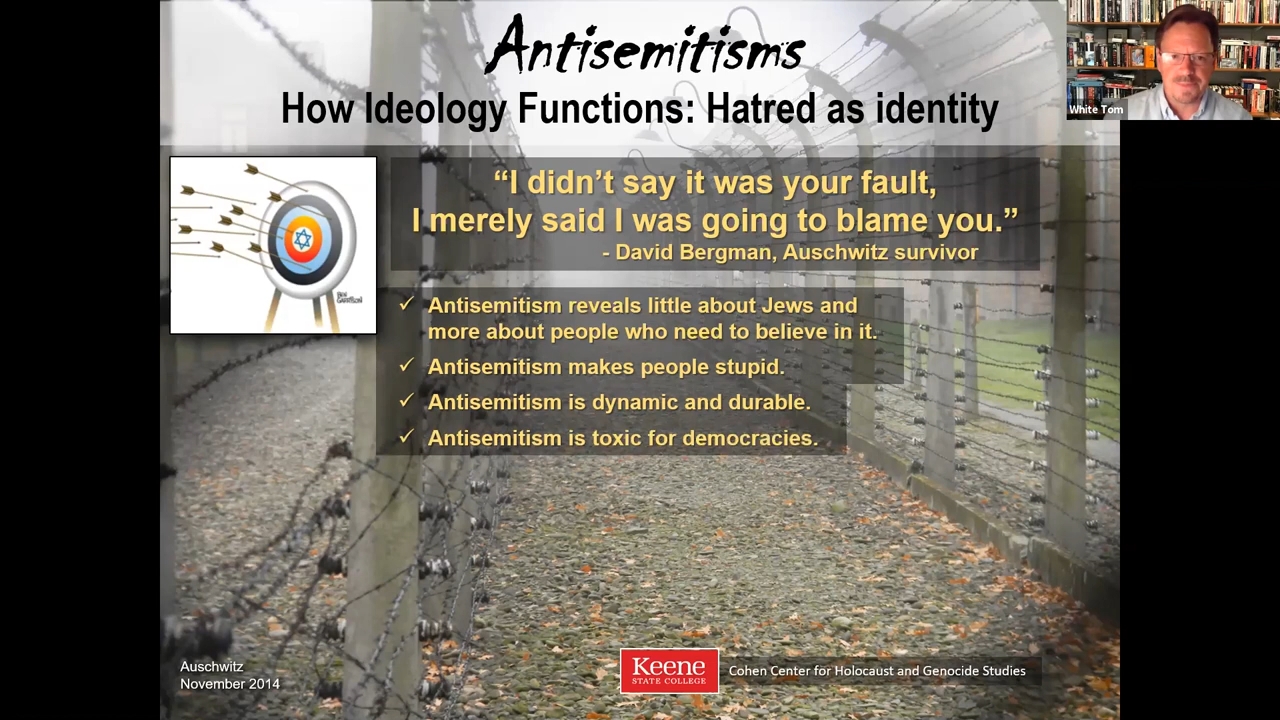 Antisemitisms
How Ideology Functions: Hatred as identity
White Tom
“I didn’t say it was your fault,
I merely said I was going to blame you.”
- David Bergman, Auschwitz survivor
✓ Antisemitism reveals little about Jews and
more about people who need to believe in it.
✓ Antisemitism makes people stupid.
✓ Antisemitism is dynamic and durable.
✓ Antisemitism is toxic for democracies.
Auschwitz
November 2014
Keene
STATE COLLEGE
Cohen Center for Holocaust and Genocide Studies